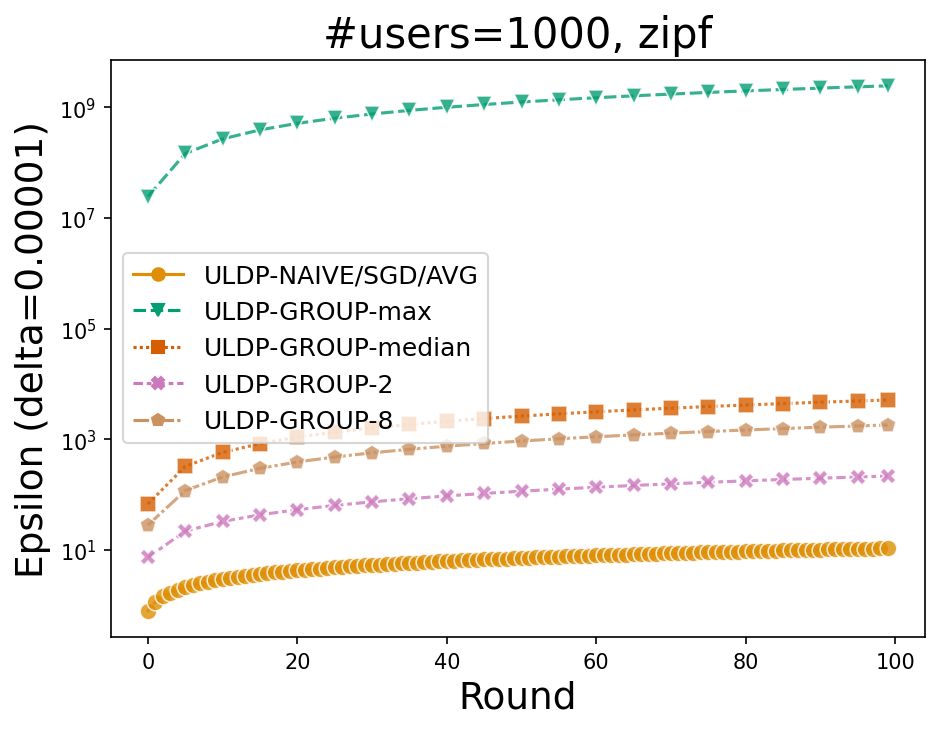 #users=1000, zipf
Epsilon (delta=0.00001)
10^9
10^7
10^5
10^3
10^1
ULDP-NAIVE/SGD/AVG
ULDP-GROUP-max
ULDP-GROUP-median
ULDP-GROUP-2
ULDP-GROUP-8
0 20 40 60 80 100
Round